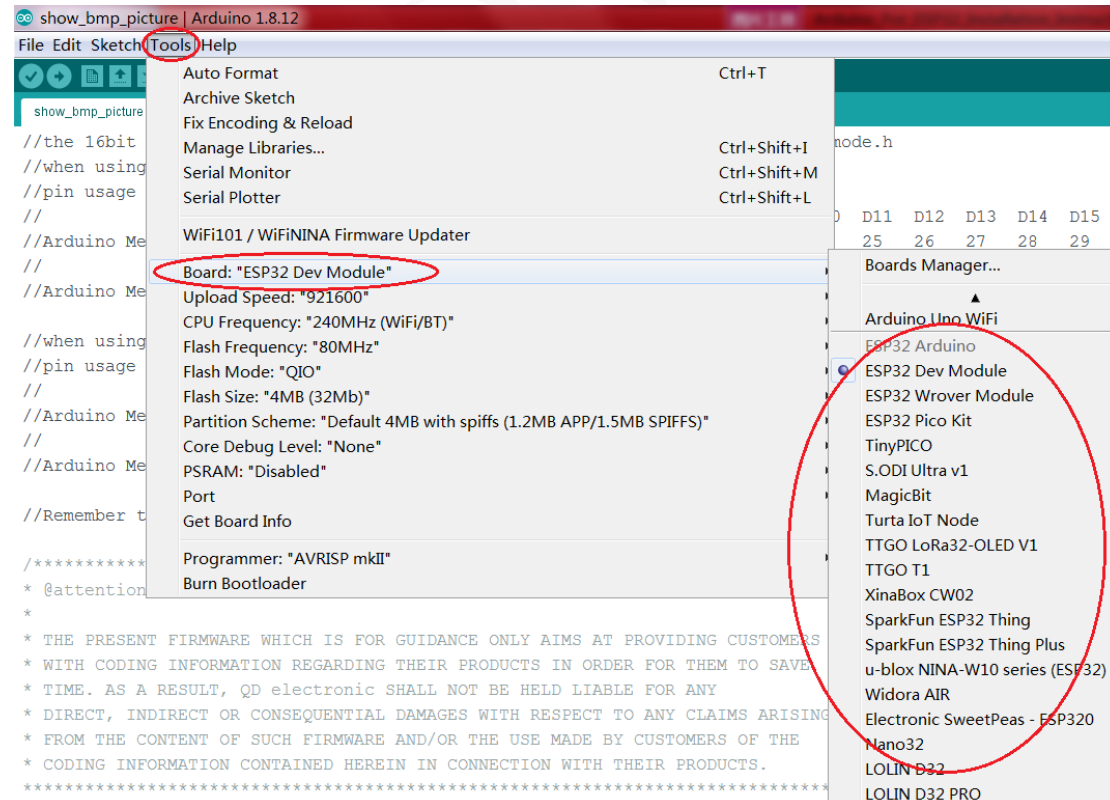 show_bmp_picture | Arduino 1.8.12
File Edit Sketch Tools Help
show_bmp_picture
Auto Format Ctrl+T
Archive Sketch
Fix Encoding & Reload
Manage Libraries... Ctrl+Shift+I
Serial Monitor Ctrl+Shift+M
Serial Plotter Ctrl+Shift+L
WiFi101 / WiFiNINA Firmware Updater
Board: "ESP32 Dev Module"
Upload Speed: "921600"
CPU Frequency: "240MHz (WiFi/BT)"
Flash Frequency: "80MHz"
Flash Mode: "QIO"
Flash Size: "4MB (32Mb)"
Partition Scheme: "Default 4MB with spiffs (1.2MB APP/1.5MB SPIFFS)"
Core Debug Level: "None"
PSRAM: "Disabled"
Port
Get Board Info
Programmer: "AVRISP mkII"
Burn Bootloader
Boards Manager...
Arduino Uno WiFi
ESP32 Arduino
ESP32 Dev Module
ESP32 Wrover Module
ESP32 Pico Kit
TinyPICO
S.ODI Ultra v1
MagicBit
Turta IoT Node
TTGO LoRa32-OLED V1
TTGO T1
XinaBox CW02
SparkFun ESP32 Thing
SparkFun ESP32 Thing Plus
u-blox NINA-W10 series (ESP32)
Widora AIR
Electronic SweetPeas - ESP320
Nano32
LOLIN D32
LOLIN D32 PRO
//the 16bit mode.h
//when using
//pin usage
// D11 D12 D13 D14 D15
//Arduino Me 25 26 27 28 29
//
//Arduino Me
//when using
//pin usage
//
//Arduino Me
//
//Arduino Me
//Remember t
/***********
* @attention
*
* THE PRESENT FIRMWARE WHICH IS FOR GUIDANCE ONLY AIMS AT PROVIDING CUSTOMERS
* WITH CODING INFORMATION REGARDING THEIR PRODUCTS IN ORDER FOR THEM TO SAVE
* TIME. AS A RESULT, QD electronic SHALL NOT BE HELD LIABLE FOR ANY
* DIRECT, INDIRECT OR CONSEQUENTIAL DAMAGES WITH RESPECT TO ANY CLAIMS ARISING
* FROM THE CONTENT OF SUCH FIRMWARE AND/OR THE USE MADE BY CUSTOMERS OF THE
* CODING INFORMATION CONTAINED HEREIN IN CONNECTION WITH THEIR PRODUCTS.
******************************************************************************